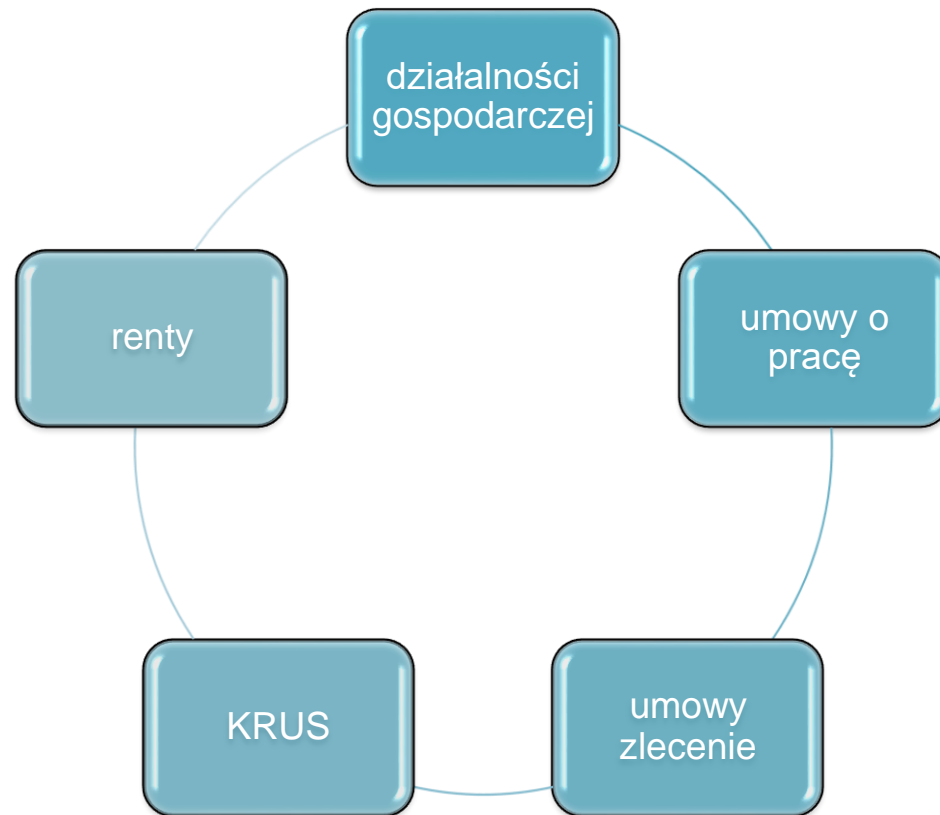 działalności
gospodarczej
umowy o
pracę
umowy
zlecenie
KRUS
renty